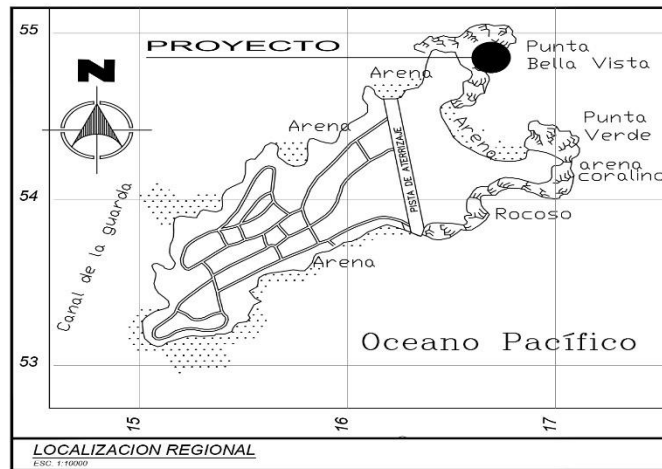 55
PROYECTO
Punta
Bella Vista
N
Arena
Arena
Arena
Punta
Verde
arena
coralino
PISTA DE ATERRIZAJE
54
Canal de la guarda
Rocoso
Arena
Oceano Pacífico
53
15
16
17
LOCALIZACION REGIONAL
ESC. 1:10000